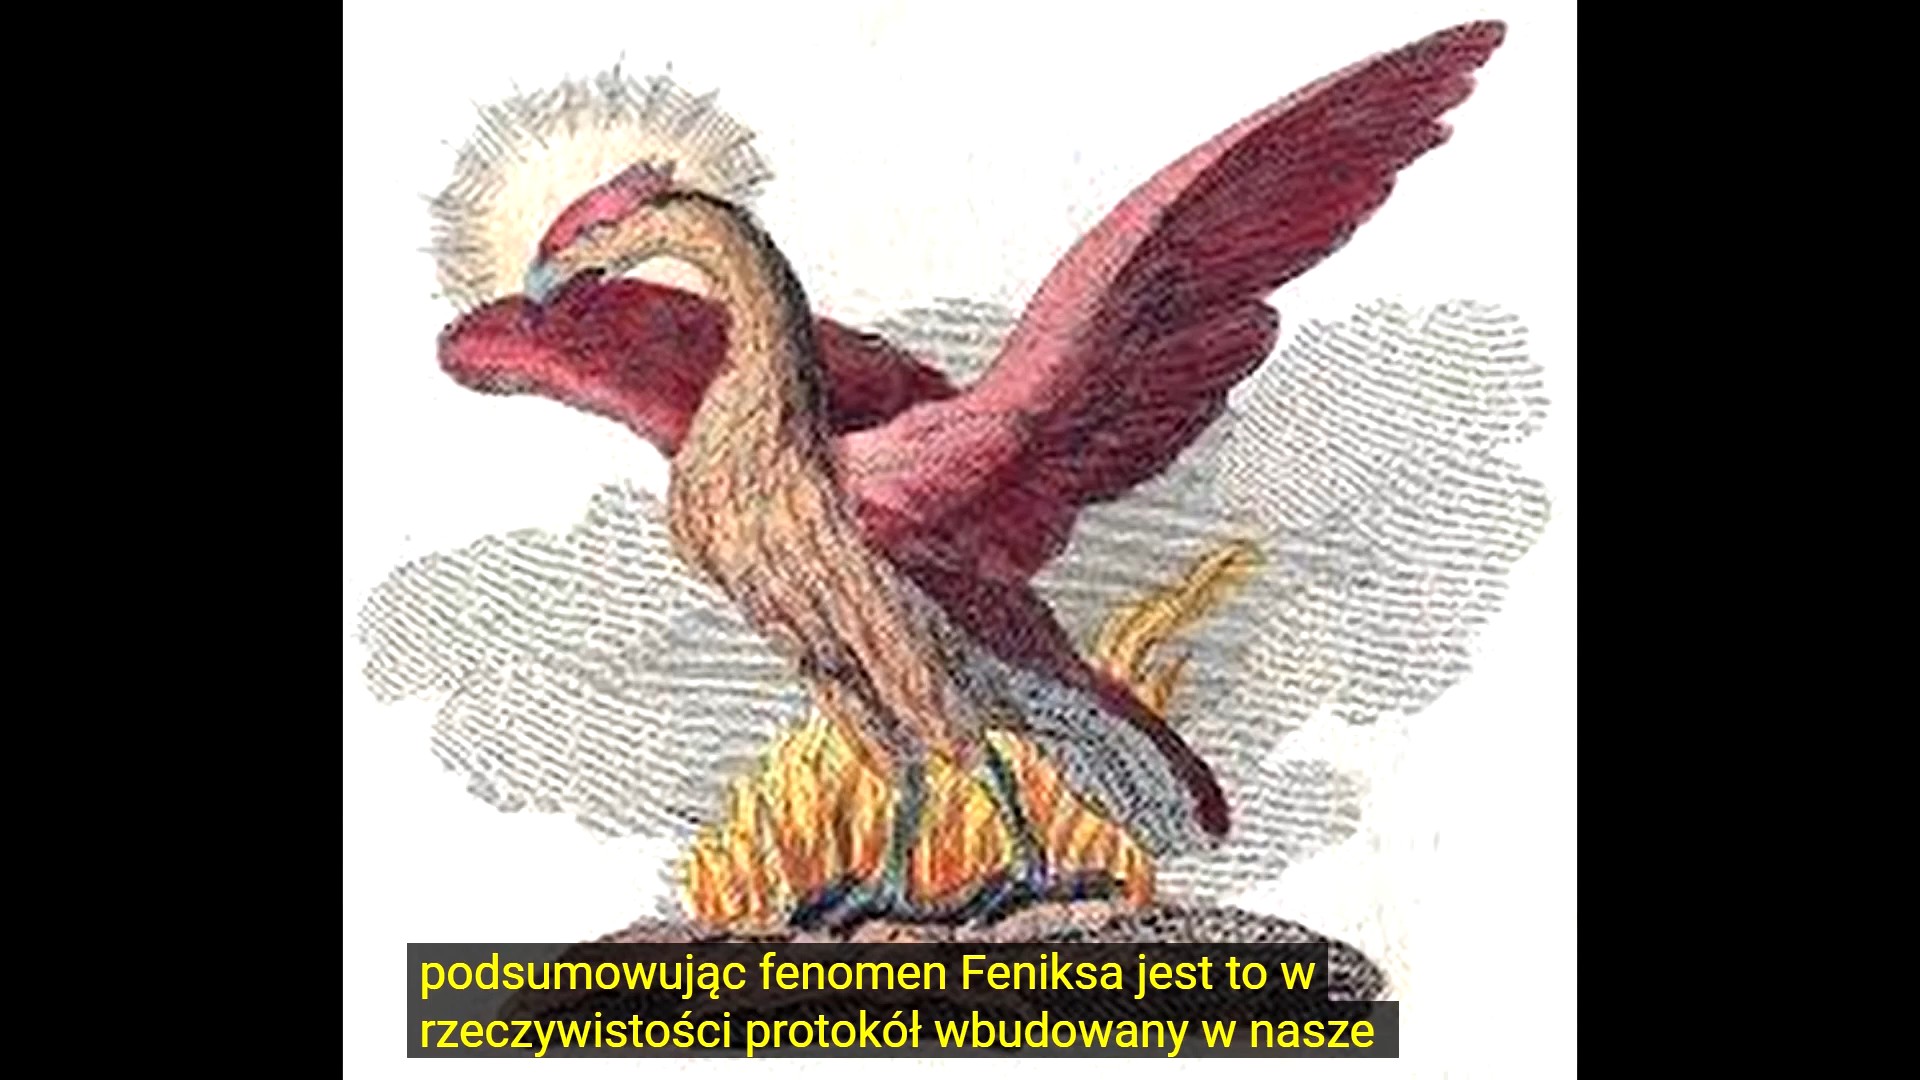 podsumowując fenomen Feniksa jest to w
rzeczywistości protokół wbudowany w nasze